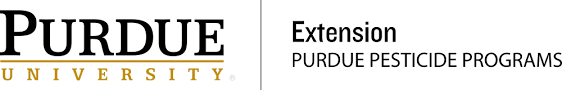 PURDUE
UNIVERSITY®
Extension
PURDUE PESTICIDE PROGRAMS